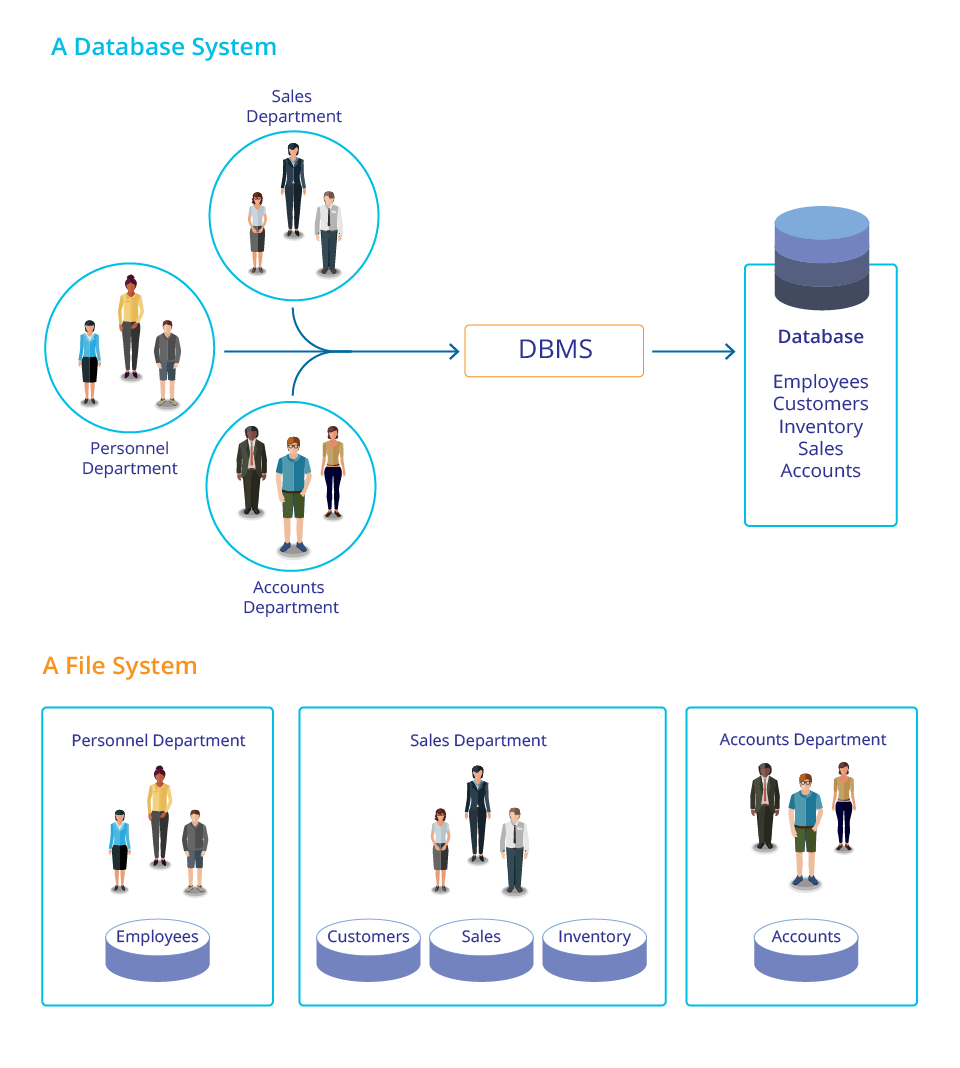 A Database System
Sales
Department
Personnel
Department
Accounts
Department
DBMS
Database
Employees
Customers
Inventory
Sales
Accounts
A File System
Personnel Department
Employees
Sales Department
Customers
Sales
Inventory
Accounts Department
Accounts